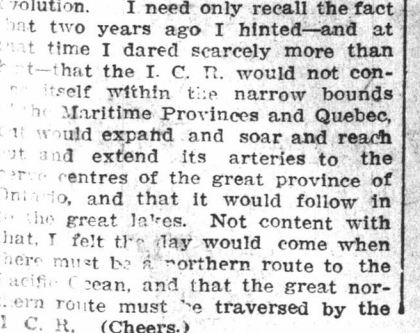 volution. I need only recall the fact
that two years ago I hinted—and at
that time I dared scarcely more than
—that the I. C. R. would not con-
itself within the narrow bounds
the Maritime Provinces and Quebec,
it would expand and soar and reach
out and extend its arteries to the
centres of the great province of
Ontario, and that it would follow in
the great lakes. Not content with
that, I felt the day would come when
there must be a northern route to the
Pacific Ocean, and that the great nor-
thern route must be traversed by the
I C. R. (Cheers.)